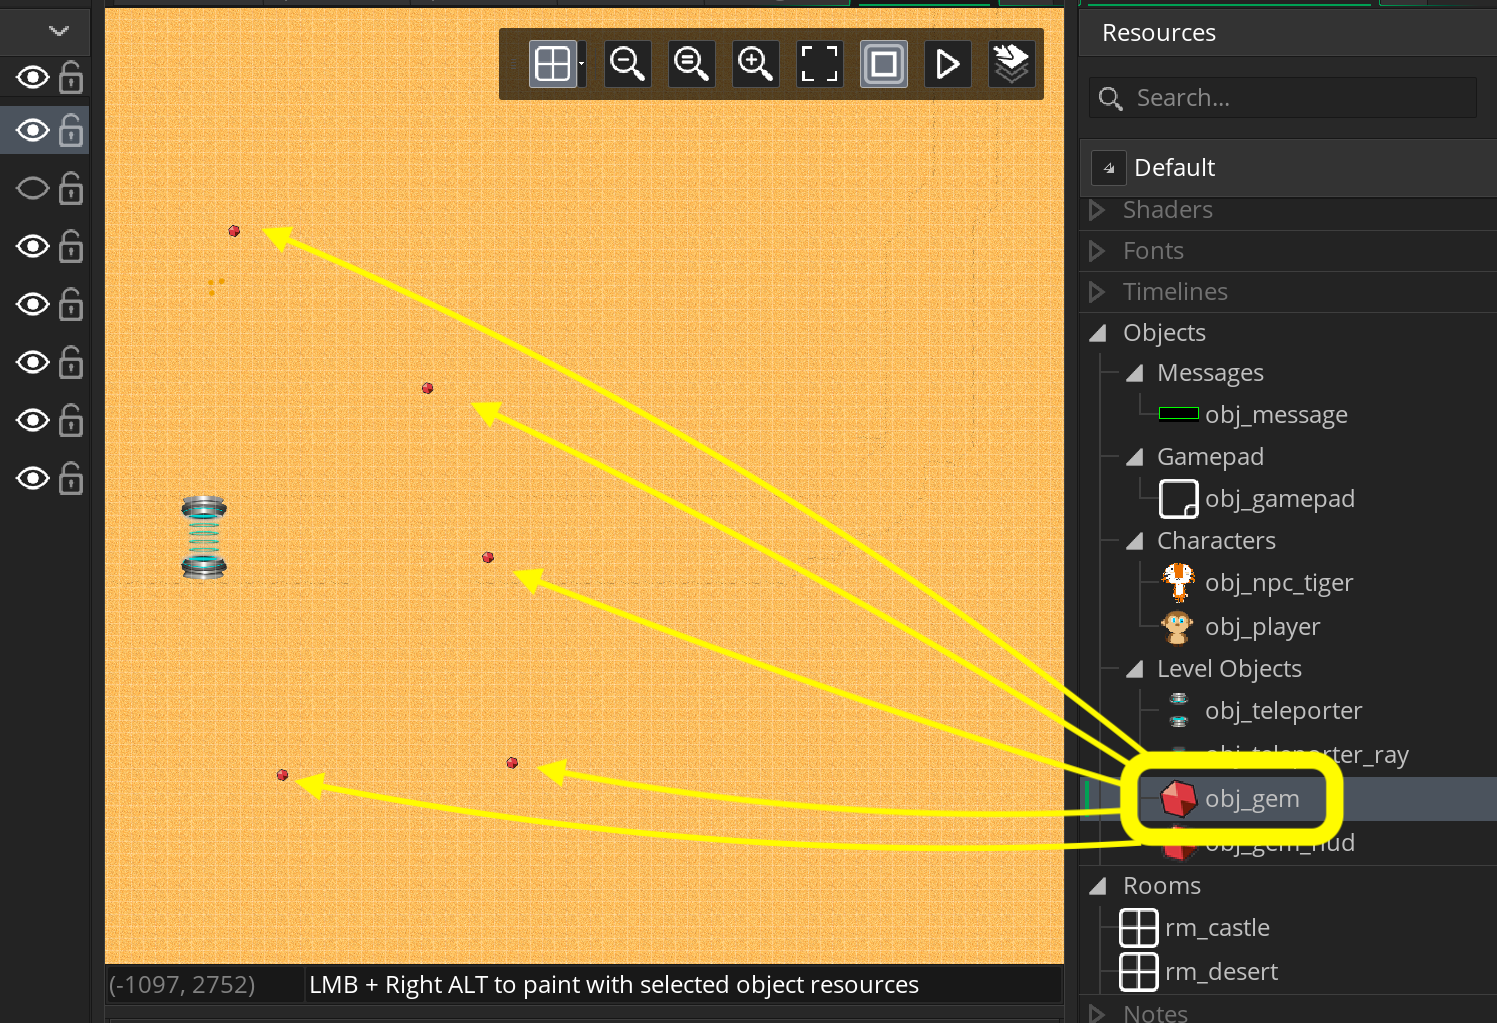 Resources
Search...
Default
Shaders
Fonts
Timelines
Objects
Messages
obj_message
Gamepad
obj_gamepad
Characters
obj_npc_tiger
obj_player
Level Objects
obj_teleporter
obj_teleporter_ray
obj_gem
obj_gem_hud
Rooms
rm_castle
rm_desert
Notes
(-1097, 2752)
LMB + Right ALT to paint with selected object resources